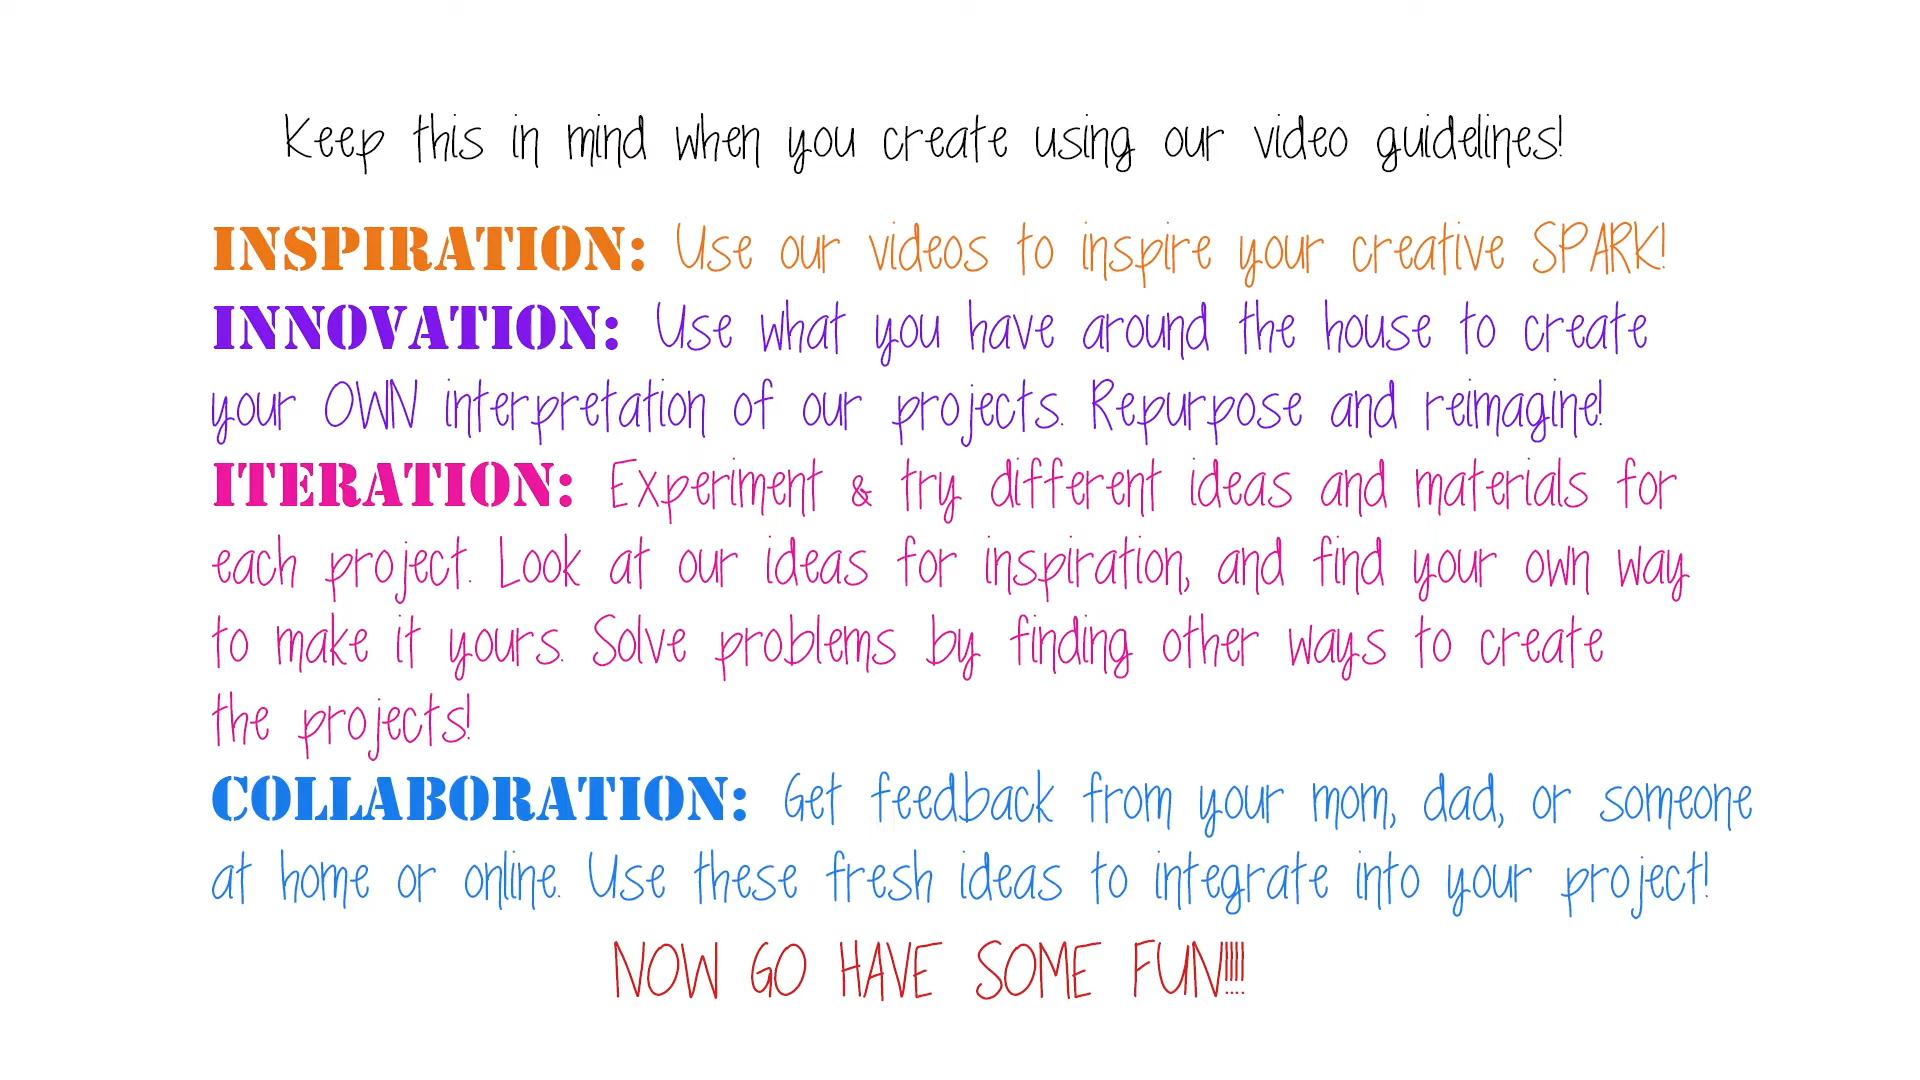 Keep this in mind when you create using our video guidelines!
INSPIRATION: Use our videos to inspire your creative SPARK!
INNOVATION: Use what you have around the house to create
your OWN interpretation of our projects. Repurpose and reimagine!
ITERATION: Experiment & try different ideas and materials for
each project. Look at our ideas for inspiration, and find your own way
to make it yours. Solve problems by finding other ways to create
the projects!
COLLABORATION: Get feedback from your mom, dad, or someone
at home or online. Use these fresh ideas to integrate into your project!
NOW GO HAVE SOME FUN!!!!